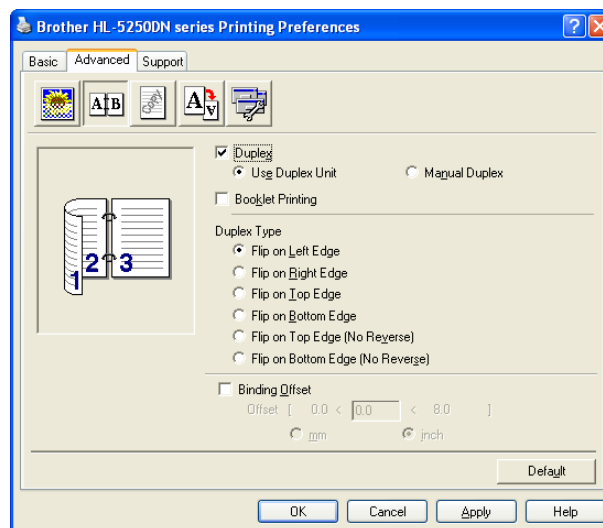 Brother HL-5250DN series Printing Preferences
Basic Advanced Support
A B COPY A A
Duplex
Use Duplex Unit Manual Duplex
Booklet Printing
1 2 3
Duplex Type
Flip on Left Edge
Flip on Right Edge
Flip on Top Edge
Flip on Bottom Edge
Flip on Top Edge (No Reverse)
Flip on Bottom Edge (No Reverse)
Binding Offset
Offset [ 0.0 < 0.0 < 8.0 ]
mm inch
Default
OK Cancel Apply Help